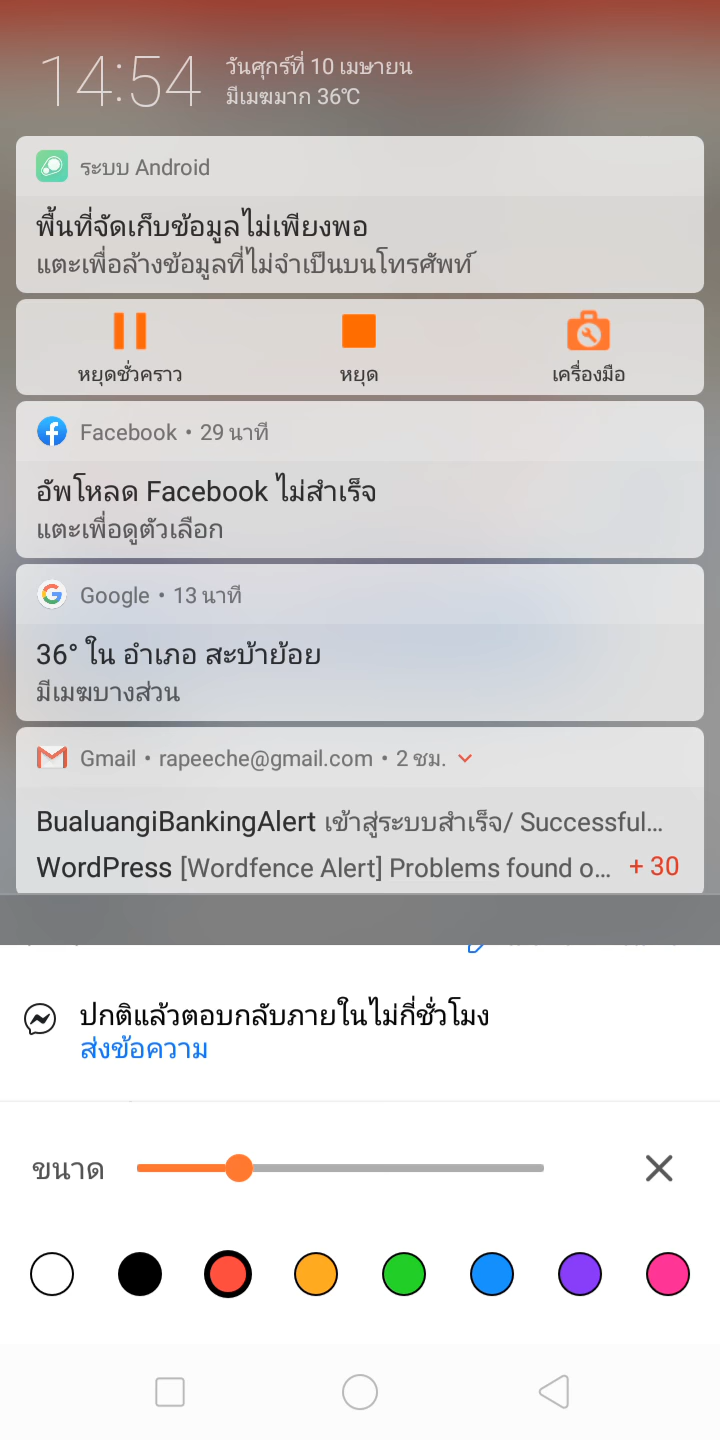 14:54
วันศุกร์ที่ 10 เมษายน
มีเมฆมาก 36℃
ระบบ Android
พื้นที่จัดเก็บข้อมูลไม่เพียงพอ
แตะเพื่อล้างข้อมูลที่ไม่จำเป็นบนโทรศัพท์
หยุดชั่วคราว หยุด เครื่องมือ
Facebook • 29 นาที
อัพโหลด Facebook ไม่สำเร็จ
แตะเพื่อดูตัวเลือก
Google • 13 นาที
36° ใน อำเภอ สะบ้าย้อย
มีเมฆบางส่วน
Gmail • rapeeche@gmail.com • 2 ชม.
BualuangiBankingAlert เข้าสู่ระบบสำเร็จ/ Successful...
WordPress [Wordfence Alert] Problems found o... + 30
ปกติแล้วตอบกลับภายในไม่กี่ชั่วโมง
ส่งข้อความ
ขนาด